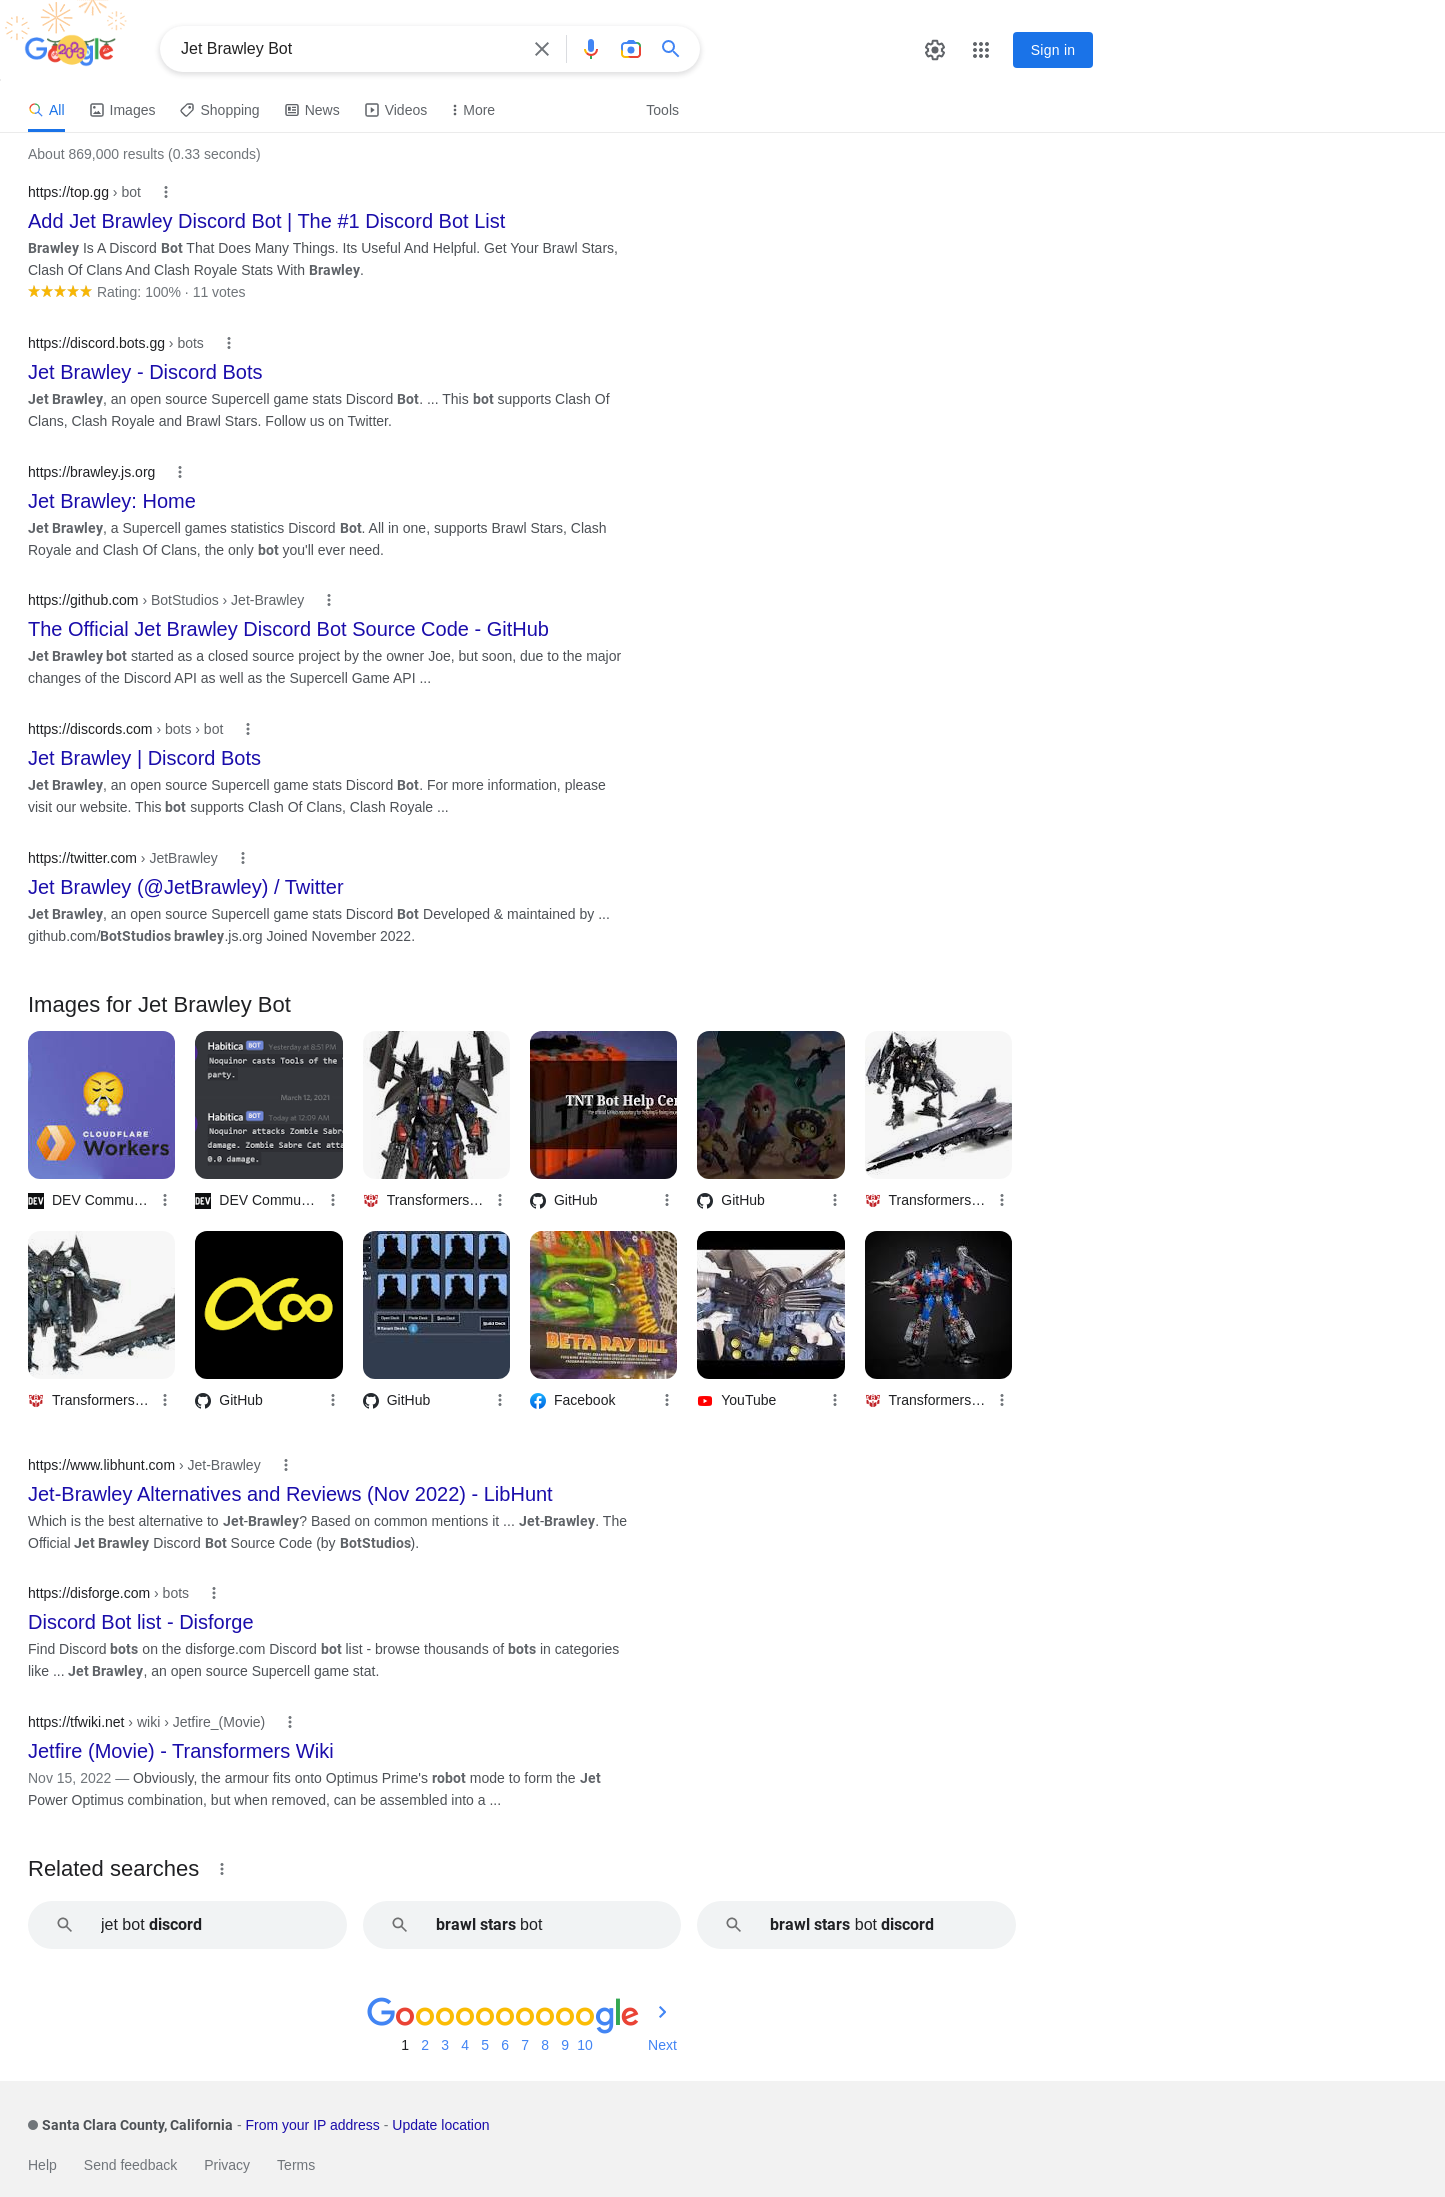 Google
2023
Jet Brawley Bot
Sign in
All
Images
Shopping
News
Videos
More
Tools
About 869,000 results (0.33 seconds)
https://top.gg › bot
Add Jet Brawley Discord Bot | The #1 Discord Bot List
Brawley Is A Discord Bot That Does Many Things. Its Useful And Helpful. Get Your Brawl Stars,
Clash Of Clans And Clash Royale Stats With Brawley.
Rating: 100% · 11 votes
https://discord.bots.gg › bots
Jet Brawley - Discord Bots
Jet Brawley, an open source Supercell game stats Discord Bot. ... This bot supports Clash Of
Clans, Clash Royale and Brawl Stars. Follow us on Twitter.
https://brawley.js.org
Jet Brawley: Home
Jet Brawley, a Supercell games statistics Discord Bot. All in one, supports Brawl Stars, Clash
Royale and Clash Of Clans, the only bot you'll ever need.
https://github.com › BotStudios › Jet-Brawley
The Official Jet Brawley Discord Bot Source Code - GitHub
Jet Brawley bot started as a closed source project by the owner Joe, but soon, due to the major
changes of the Discord API as well as the Supercell Game API ...
https://discords.com › bots › bot
Jet Brawley | Discord Bots
Jet Brawley, an open source Supercell game stats Discord Bot. For more information, please
visit our website. This bot supports Clash Of Clans, Clash Royale ...
https://twitter.com › JetBrawley
Jet Brawley (@JetBrawley) / Twitter
Jet Brawley, an open source Supercell game stats Discord Bot Developed & maintained by ...
github.com/BotStudios brawley.js.org Joined November 2022.
Images for Jet Brawley Bot
CLOUDFLARE
Workers
Habitica BOT Yesterday at 8:51 PM
Noquinor casts Tools of the
party.
March 12, 2021
Habitica BOT Today at 12:09 AM
Noquinor attacks Zombie Sabr
damage. Zombie Sabre Cat atta
0.0 damage.
TNT Bot Help Cen
DEV Commu...
DEV Commu...
Transformers...
GitHub
GitHub
Transformers...
Open Deck
Paste Deck
Save Deck
Build Deck
Smart Decks
BETA RAY BILL
Transformers...
GitHub
GitHub
Facebook
YouTube
Transformers...
https://www.libhunt.com › Jet-Brawley
Jet-Brawley Alternatives and Reviews (Nov 2022) - LibHunt
Which is the best alternative to Jet-Brawley? Based on common mentions it ... Jet-Brawley. The
Official Jet Brawley Discord Bot Source Code (by BotStudios).
https://disforge.com › bots
Discord Bot list - Disforge
Find Discord bots on the disforge.com Discord bot list - browse thousands of bots in categories
like ... Jet Brawley, an open source Supercell game stat.
https://tfwiki.net › wiki › Jetfire_(Movie)
Jetfire (Movie) - Transformers Wiki
Nov 15, 2022 — Obviously, the armour fits onto Optimus Prime's robot mode to form the Jet
Power Optimus combination, but when removed, can be assembled into a ...
Related searches
jet bot discord
brawl stars bot
brawl stars bot discord
Goooooooooogle
1 2 3 4 5 6 7 8 9 10 Next
Santa Clara County, California - From your IP address - Update location
Help Send feedback Privacy Terms